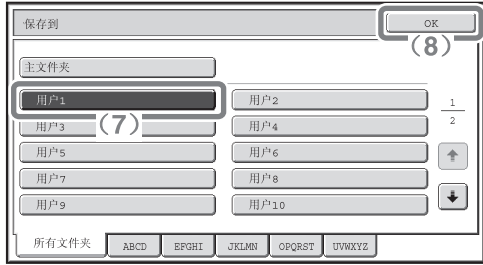 保存到 OK
(8)
主文件夹
用户1 用户2
(7)
用户3 用户4
用户5 用户6
用户7 用户8
用户9 用户10
1
2
所有文件夹 ABCD EFGHI JKLMN OPQRST UVWXYZ